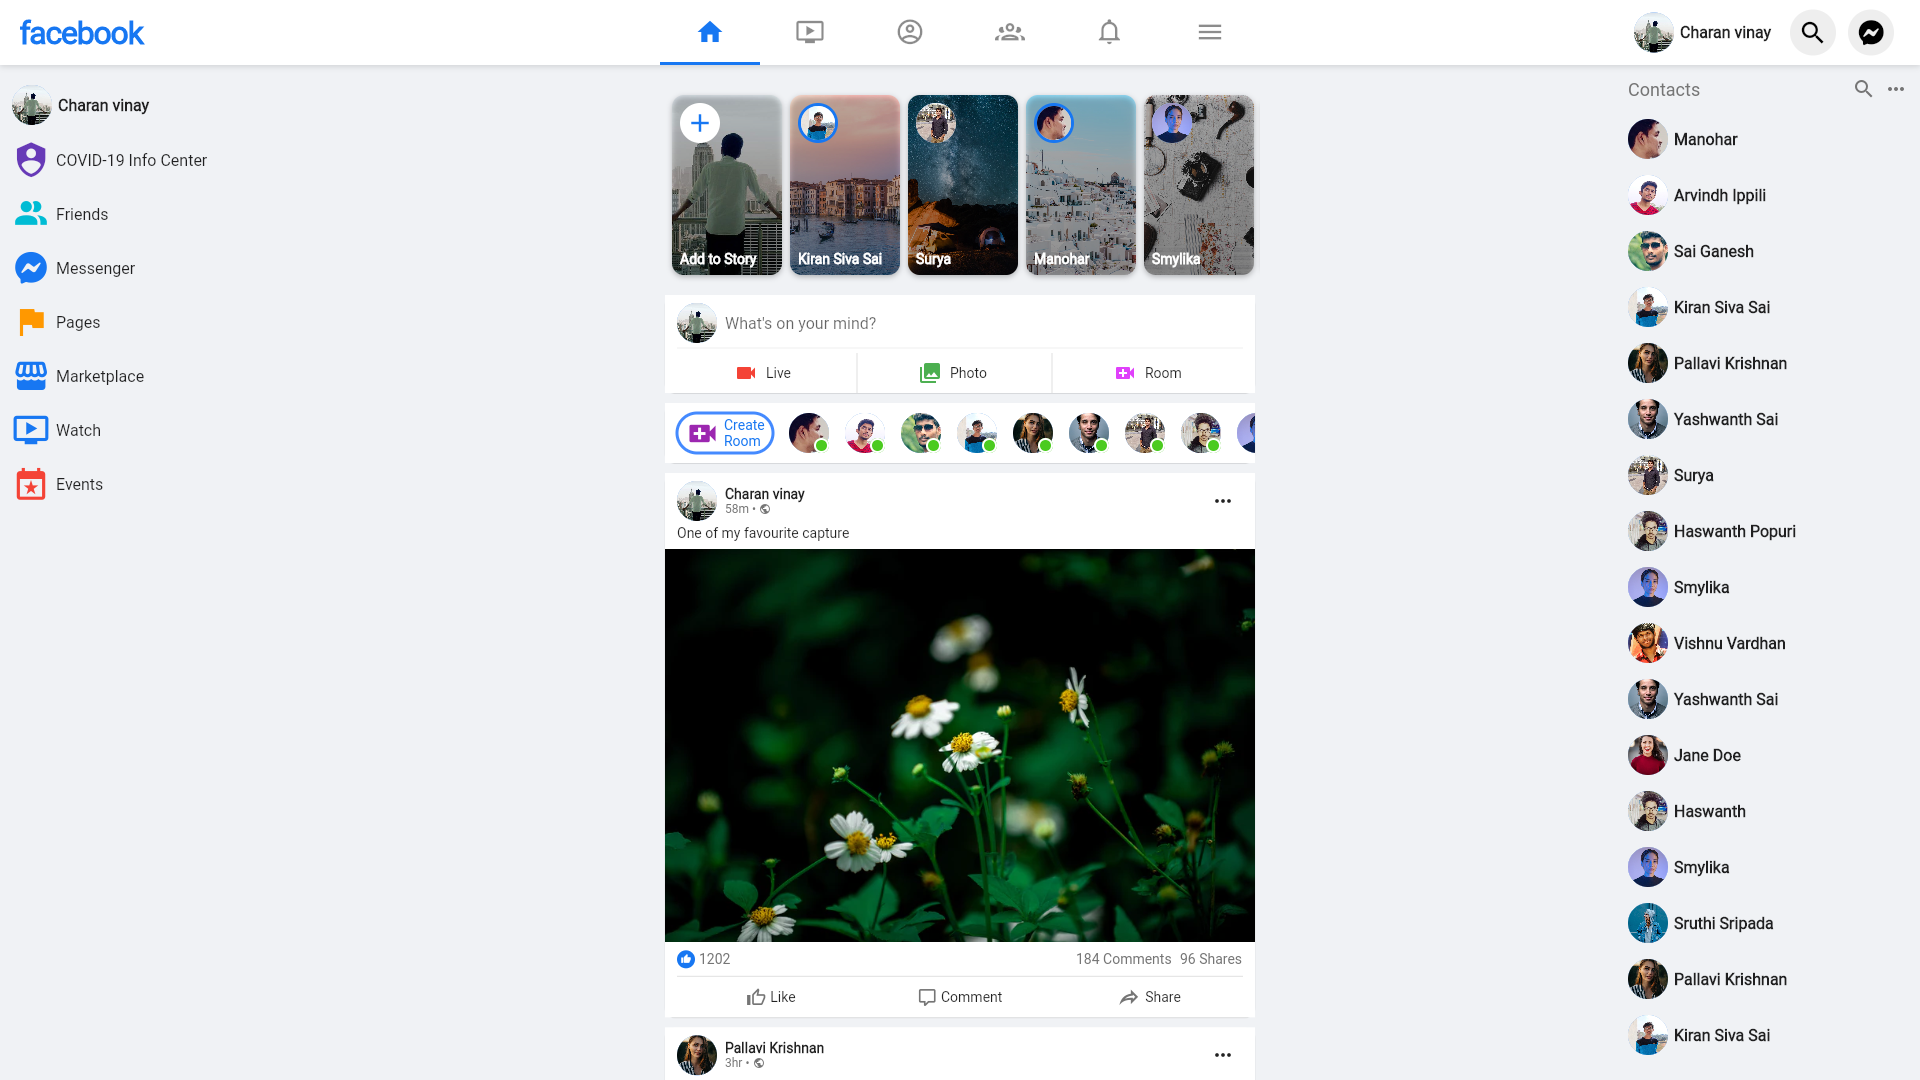 facebook
Charan vinay
Charan vinay
COVID-19 Info Center
Friends
Messenger
Pages
Marketplace
Watch
Events
Add to Story
Kiran Siva Sai
Surya
Manohar
Smylika
What's on your mind?
Live
Photo
Room
Create
Room
Charan vinay
58m •
One of my favourite capture
1202
184 Comments 96 Shares
Like
Comment
Share
Pallavi Krishnan
3hr •
Contacts
Manohar
Arvindh Ippili
Sai Ganesh
Kiran Siva Sai
Pallavi Krishnan
Yashwanth Sai
Surya
Haswanth Popuri
Smylika
Vishnu Vardhan
Yashwanth Sai
Jane Doe
Haswanth
Smylika
Sruthi Sripada
Pallavi Krishnan
Kiran Siva Sai